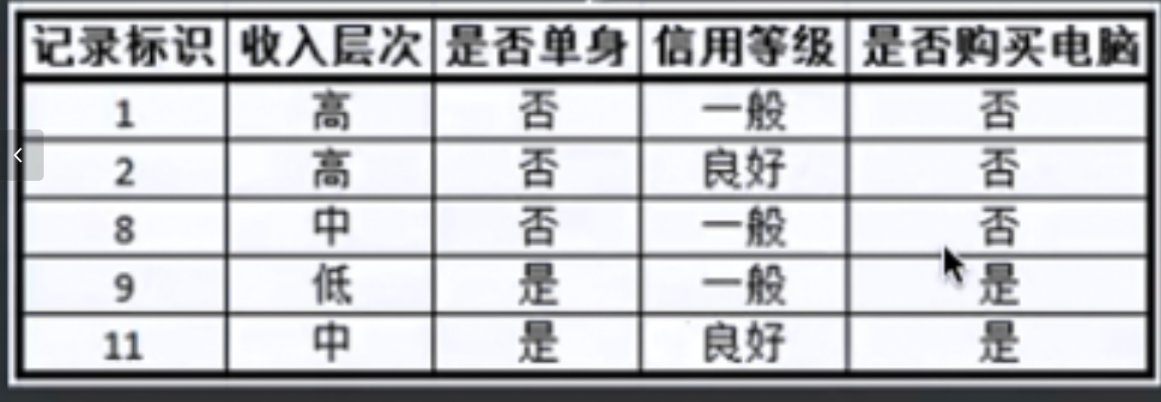 记录标识 收入层次 是否单身 信用等级 是否购买电脑
1 高 否 一般 否
2 高 否 良好 否
8 中 否 一般 否
9 低 是 一般 是
11 中 是 良好 是